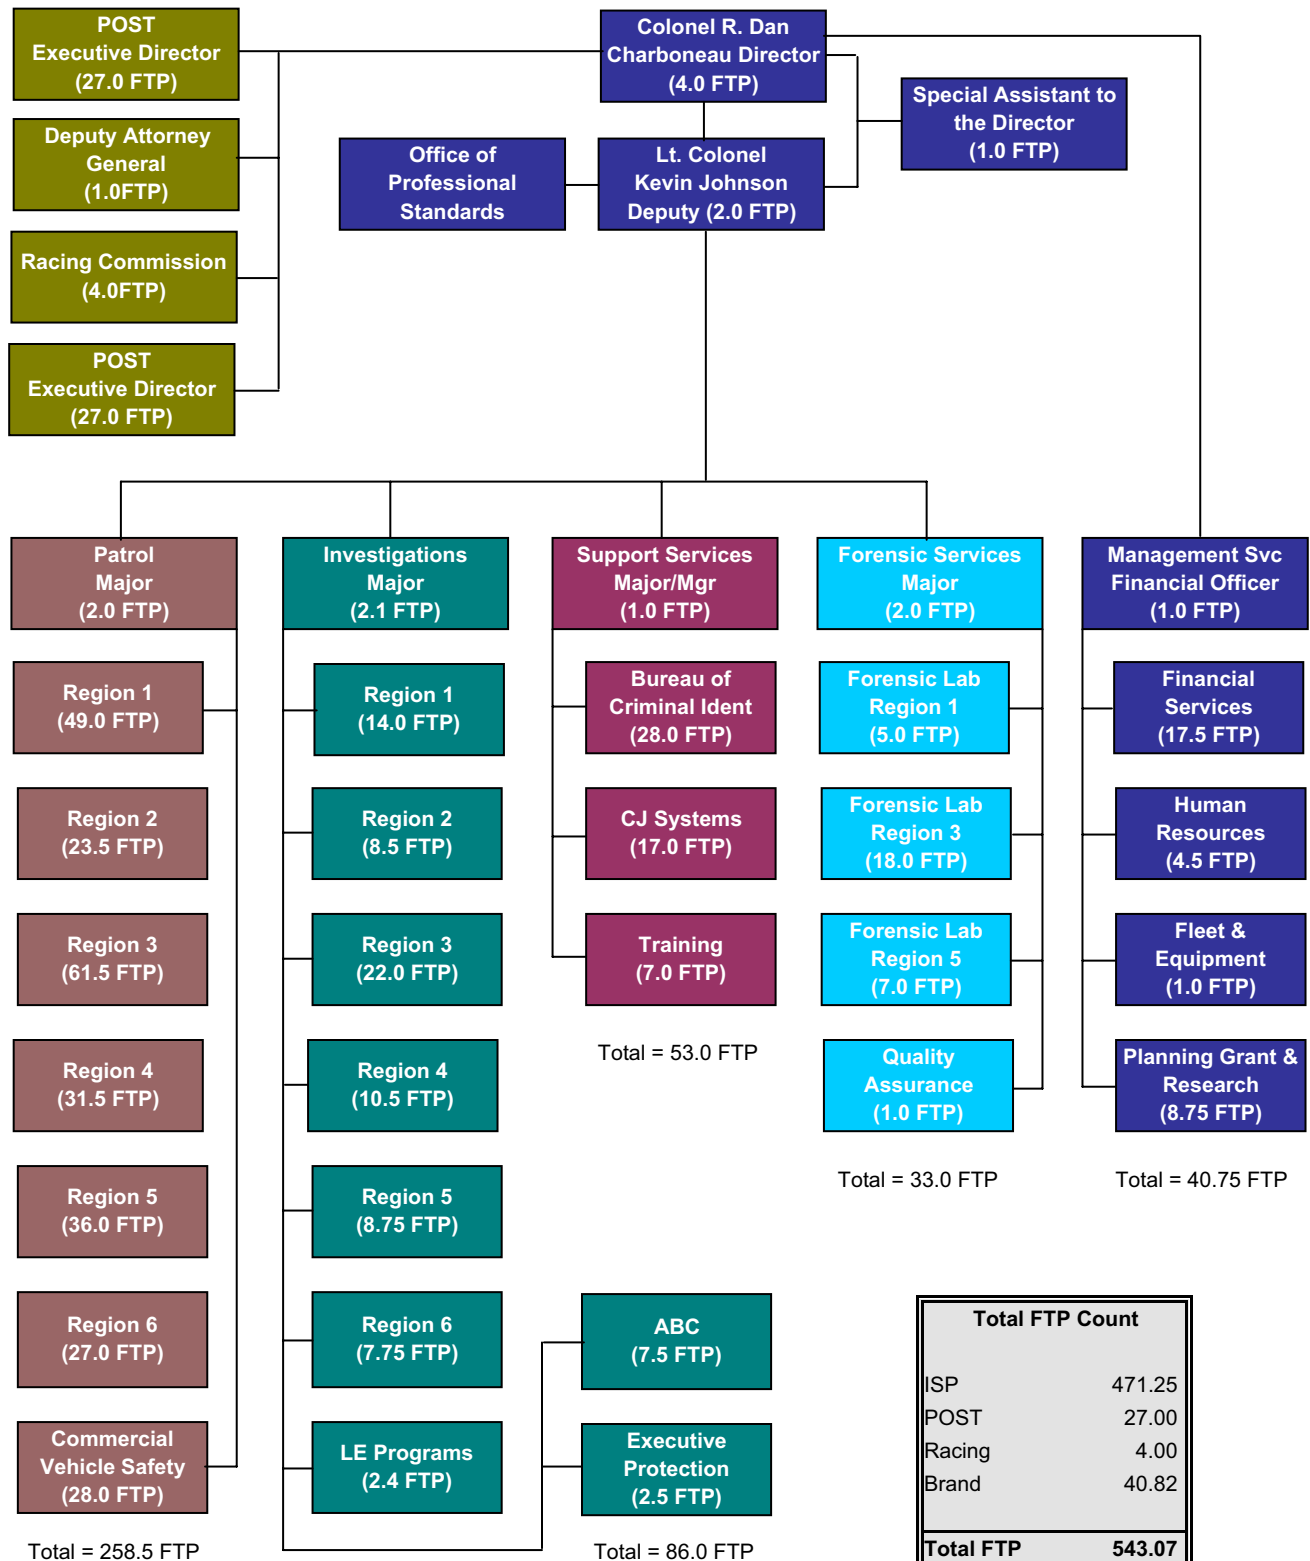 POST
Executive Director
(27.0 FTP)
Deputy Attorney
General
(1.0FTP)
Racing Commission
(4.0FTP)
POST
Executive Director
(27.0 FTP)
Colonel R. Dan
Charboneau Director
(4.0 FTP)
Special Assistant to
the Director
(1.0 FTP)
Office of
Professional
Standards
Lt. Colonel
Kevin Johnson
Deputy (2.0 FTP)
Patrol
Major
(2.0 FTP)
Region 1
(49.0 FTP)
Region 2
(23.5 FTP)
Region 3
(61.5 FTP)
Region 4
(31.5 FTP)
Region 5
(36.0 FTP)
Region 6
(27.0 FTP)
Commercial
Vehicle Safety
(28.0 FTP)
Total = 258.5 FTP
Investigations
Major
(2.1 FTP)
Region 1
(14.0 FTP)
Region 2
(8.5 FTP)
Region 3
(22.0 FTP)
Region 4
(10.5 FTP)
Region 5
(8.75 FTP)
Region 6
(7.75 FTP)
LE Programs
(2.4 FTP)
ABC
(7.5 FTP)
Executive
Protection
(2.5 FTP)
Total = 86.0 FTP
Support Services
Major/Mgr
(1.0 FTP)
Bureau of
Criminal Ident
(28.0 FTP)
CJ Systems
(17.0 FTP)
Training
(7.0 FTP)
Total = 53.0 FTP
Forensic Services
Major
(2.0 FTP)
Forensic Lab
Region 1
(5.0 FTP)
Forensic Lab
Region 3
(18.0 FTP)
Forensic Lab
Region 5
(7.0 FTP)
Quality
Assurance
(1.0 FTP)
Total = 33.0 FTP
Management Svc
Financial Officer
(1.0 FTP)
Financial
Services
(17.5 FTP)
Human
Resources
(4.5 FTP)
Fleet &
Equipment
(1.0 FTP)
Planning Grant &
Research
(8.75 FTP)
Total = 40.75 FTP
Total FTP Count
ISP 471.25
POST 27.00
Racing 4.00
Brand 40.82
Total FTP 543.07